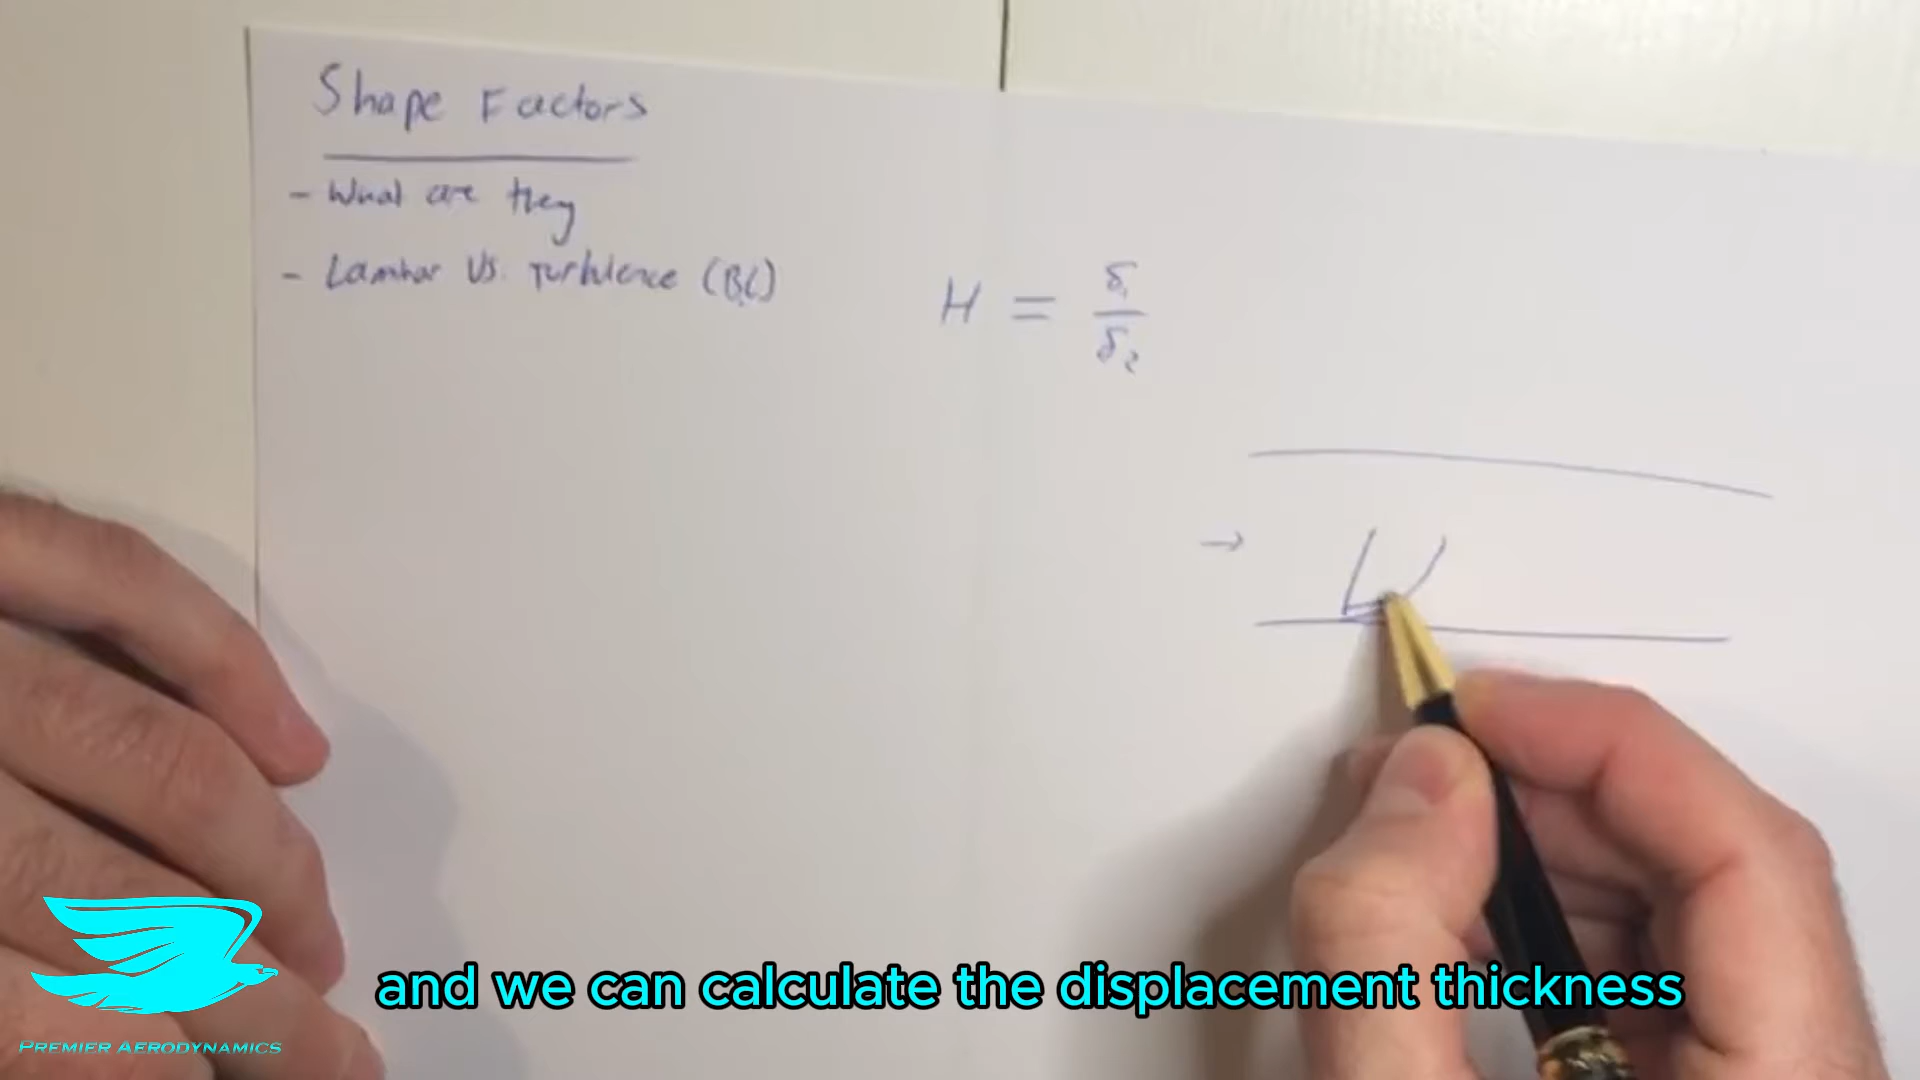 Shape Factors
- What are they
- Laminar Vs. Turbulence (B.L)
H = δ₁/δ₂
→
and we can calculate the displacement thickness
PREMIER AERODYNAMICS